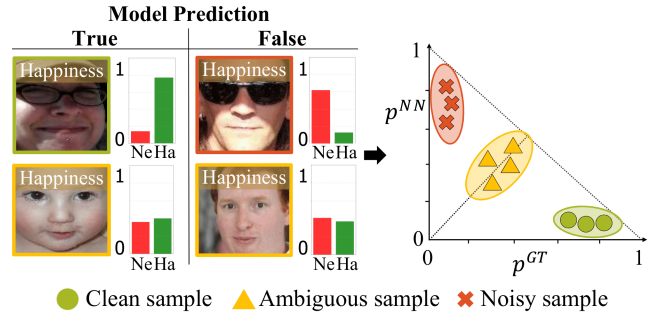 Model Prediction
True
False
Happiness
1
0
Ne Ha
Happiness
1
0
Ne Ha
Happiness
1
0
Ne Ha
Happiness
1
0
Ne Ha
1
p^{NN}
0
0
p^{GT}
1
Clean sample
Ambiguous sample
Noisy sample